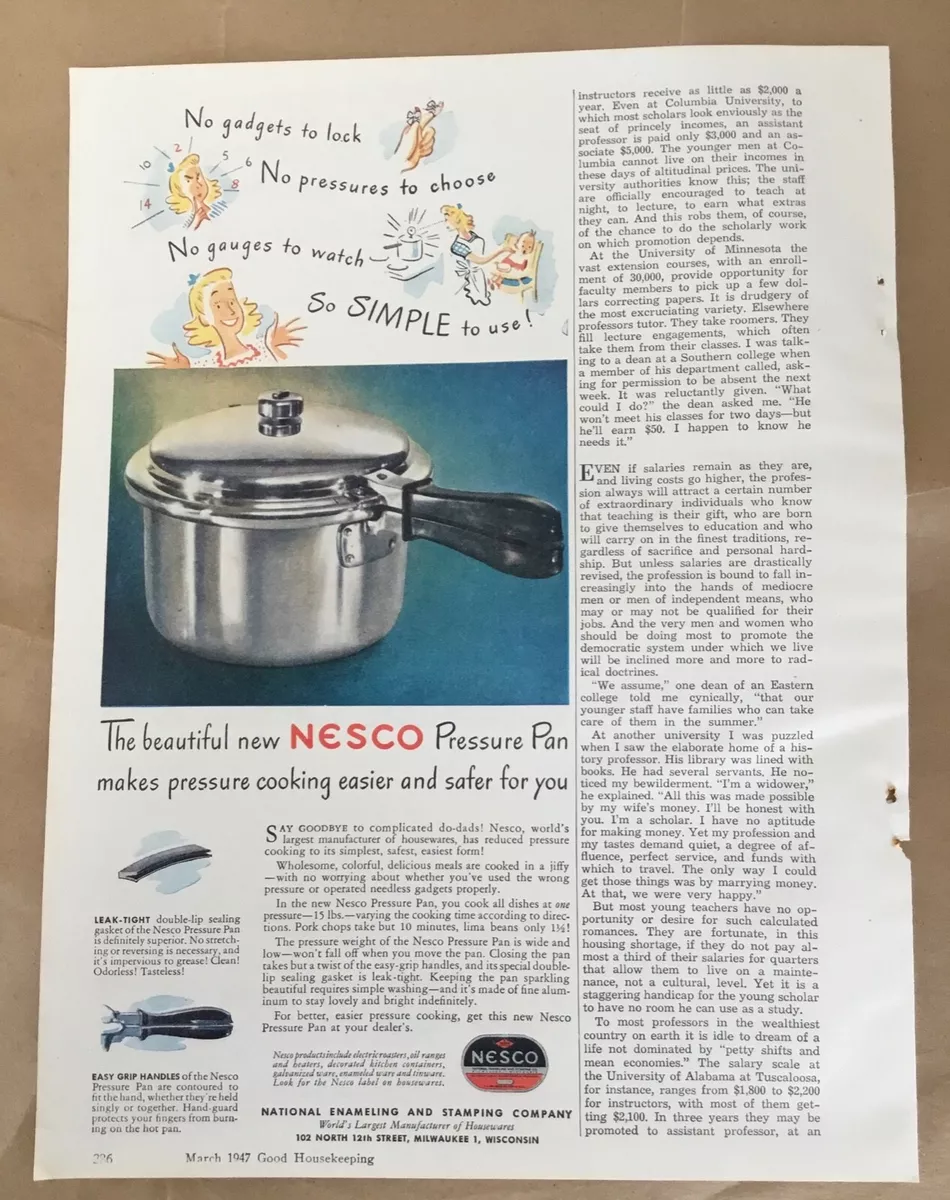 No gadgets to lock
10 2 5 6 8 14
No pressures to choose
No gauges to watch
So SIMPLE to use!
The beautiful new NESCO Pressure Pan
makes pressure cooking easier and safer for you
LEAK-TIGHT double-lip sealing
gasket of the Nesco Pressure Pan
is definitely superior. No stretch-
ing or reversing is necessary, and
it's impervious to grease! Clean!
Odorless! Tasteless!
EASY GRIP HANDLES of the Nesco
Pressure Pan are contoured to
fit the hand, whether they're held
singly or together. Hand-guard
protects your fingers from burn-
ing on the hot pan.
SAY GOODBYE to complicated do-dads! Nesco, world's
largest manufacturer of housewares, has reduced pressure
cooking to its simplest, safest, easiest form!
Wholesome, colorful, delicious meals are cooked in a jiffy
—with no worrying about whether you've used the wrong
pressure or operated needless gadgets properly.
In the new Nesco Pressure Pan, you cook all dishes at one
pressure—15 lbs.—varying the cooking time according to direc-
tions. Pork chops take but 10 minutes, lima beans only 1½!
The pressure weight of the Nesco Pressure Pan is wide and
low—won't fall off when you move the pan. Closing the pan
takes but a twist of the easy-grip handles, and its special double-
lip sealing gasket is leak-tight. Keeping the pan sparkling
beautiful requires simple washing—and it's made of fine alum-
inum to stay lovely and bright indefinitely.
For better, easier pressure cooking, get this new Nesco
Pressure Pan at your dealer's.
Nesco products include electric roasters, oil ranges
and heaters, decorated kitchen containers,
galvanized ware, enameled ware and tinware.
Look for the Nesco label on housewares.
NESCO
NATIONAL ENAMELING AND STAMPING COMPANY
World's Largest Manufacturer of Housewares
102 NORTH 12th STREET, MILWAUKEE 1, WISCONSIN
226 March 1947 Good Housekeeping
instructors receive as little as $2,000 a
year. Even at Columbia University, to
which most scholars look enviously as the
seat of princely incomes, an assistant
professor is paid only $3,000 and an as-
sociate $5,000. The younger men at Co-
lumbia cannot live on their incomes in
these days of altitudinal prices. The uni-
versity authorities know this; the staff
are officially encouraged to teach at
night, to lecture, to earn what extras
they can. And this robs them, of course,
of the chance to do the scholarly work
on which promotion depends.
At the University of Minnesota the
vast extension courses, with an enroll-
ment of 30,000, provide opportunity for
faculty members to pick up a few dol-
lars correcting papers. It is drudgery of
the most excruciating variety. Elsewhere
professors tutor. They take roomers. They
fill lecture engagements, which often
take them from their classes. I was talk-
ing to a dean at a Southern college when
a member of his department called, ask-
ing for permission to be absent the next
week. It was reluctantly given. "What
could I do?" the dean asked me. "He
won't meet his classes for two days—but
he'll earn $50. I happen to know he
needs it."
EVEN if salaries remain as they are,
and living costs go higher, the profes-
sion always will attract a certain number
of extraordinary individuals who know
that teaching is their gift, who are born
to give themselves to education and who
will carry on in the finest traditions, re-
gardless of sacrifice and personal hard-
ship. But unless salaries are drastically
revised, the profession is bound to fall in-
creasingly into the hands of mediocre
men or men of independent means, who
may or may not be qualified for their
jobs. And the very men and women who
should be doing most to promote the
democratic system under which we live
will be inclined more and more to rad-
ical doctrines.
"We assume," one dean of an Eastern
college told me cynically, "that our
younger staff have families who can take
care of them in the summer."
At another university I was puzzled
when I saw the elaborate home of a his-
tory professor. His library was lined with
books. He had several servants. He no-
ticed my bewilderment. "I'm a widower,"
he explained. "All this was made possible
by my wife's money. I'll be honest with
you. I'm a scholar. I have no aptitude
for making money. Yet my profession and
my tastes demand quiet, a degree of af-
fluence, perfect service, and funds with
which to travel. The only way I could
get those things was by marrying money.
At that, we were very happy."
But most young teachers have no op-
portunity or desire for such calculated
romances. They are fortunate, in this
housing shortage, if they do not pay al-
most a third of their salaries for quarters
that allow them to live on a mainte-
nance, not a cultural, level. Yet it is a
staggering handicap for the young scholar
to have no room he can use as a study.
To most professors in the wealthiest
country on earth it is idle to dream of a
life not dominated by "petty shifts and
mean economies." The salary scale at
the University of Alabama at Tuscaloosa,
for instance, ranges from $1,800 to $2,200
for instructors, with most of them get-
ting $2,100. In three years they may be
promoted to assistant professor, at an